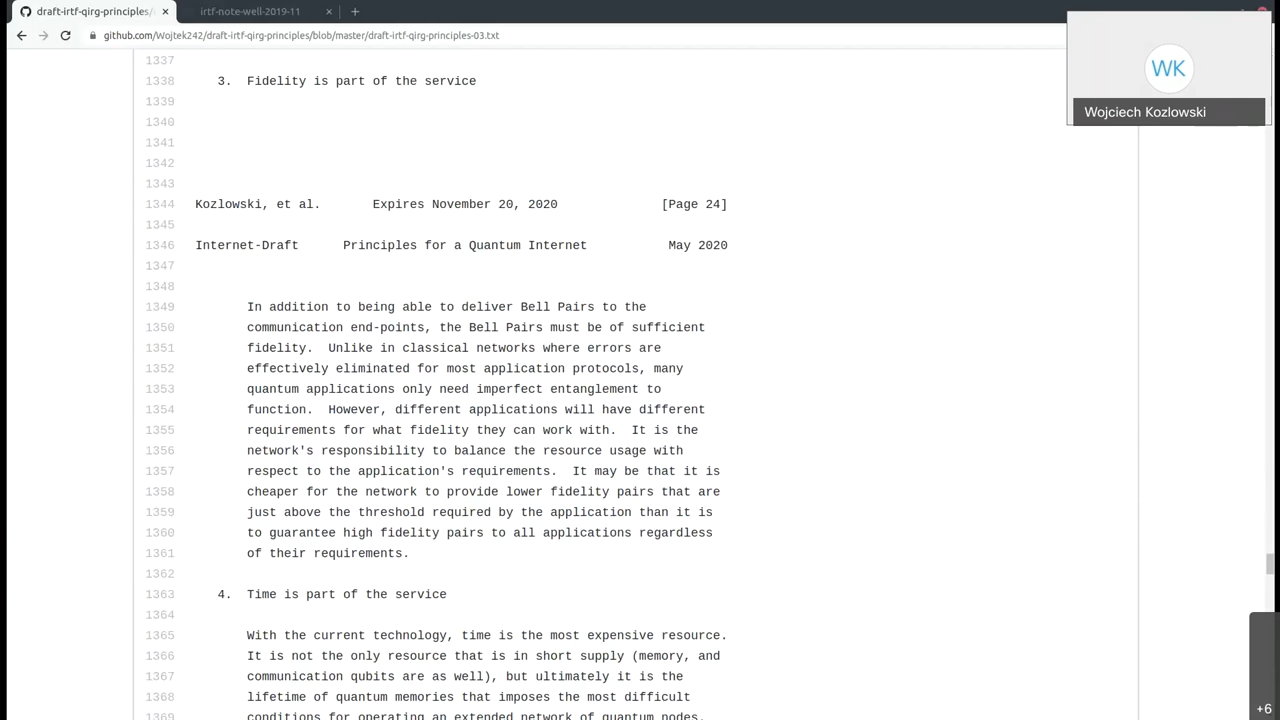 draft-irtf-qirg-principles/
irtf-note-well-2019-11
github.com/Wojtek242/draft-irtf-qirg-principles/blob/master/draft-irtf-qirg-principles-03.txt
WK
Wojciech Kozlowski
1337
1338 3. Fidelity is part of the service
1339
1340
1341
1342
1343
1344 Kozlowski, et al. Expires November 20, 2020 [Page 24]
1345
1346 Internet-Draft Principles for a Quantum Internet May 2020
1347
1348
1349 In addition to being able to deliver Bell Pairs to the
1350 communication end-points, the Bell Pairs must be of sufficient
1351 fidelity. Unlike in classical networks where errors are
1352 effectively eliminated for most application protocols, many
1353 quantum applications only need imperfect entanglement to
1354 function. However, different applications will have different
1355 requirements for what fidelity they can work with. It is the
1356 network's responsibility to balance the resource usage with
1357 respect to the application's requirements. It may be that it is
1358 cheaper for the network to provide lower fidelity pairs that are
1359 just above the threshold required by the application than it is
1360 to guarantee high fidelity pairs to all applications regardless
1361 of their requirements.
1362
1363 4. Time is part of the service
1364
1365 With the current technology, time is the most expensive resource.
1366 It is not the only resource that is in short supply (memory, and
1367 communication qubits are as well), but ultimately it is the
1368 lifetime of quantum memories that imposes the most difficult
1369 conditions for operating an extended network of quantum nodes.
+6